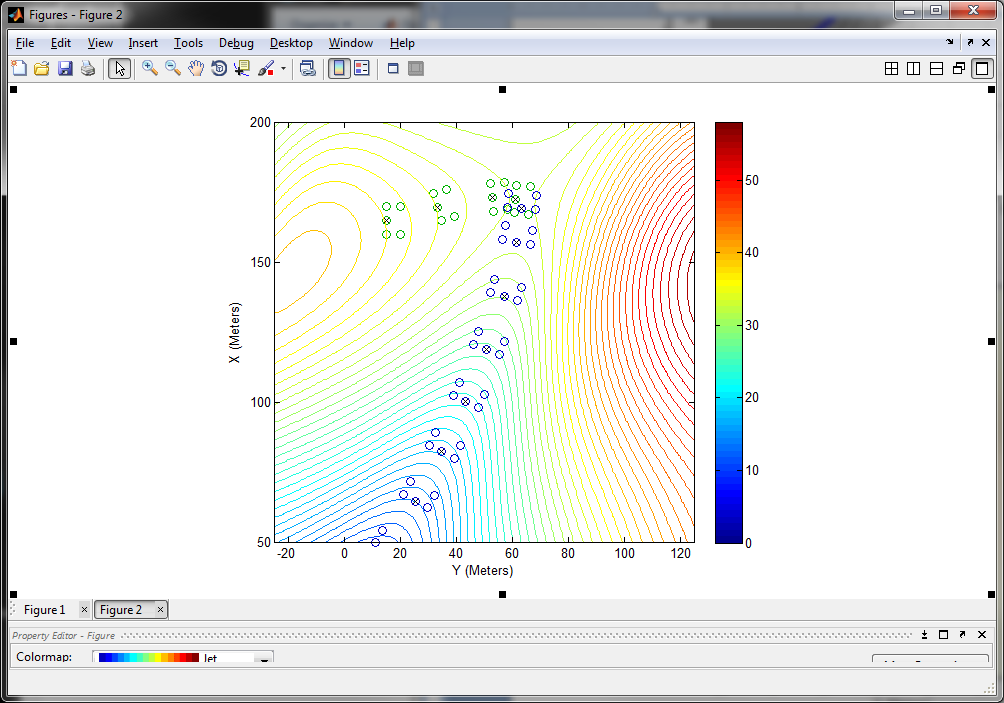 Figures - Figure 2
File Edit View Insert Tools Debug Desktop Window Help
200
150
100
50
X (Meters)
-20 0 20 40 60 80 100 120
Y (Meters)
50
40
30
20
10
0
Figure 1 Figure 2
Property Editor - Figure
Colormap: jet